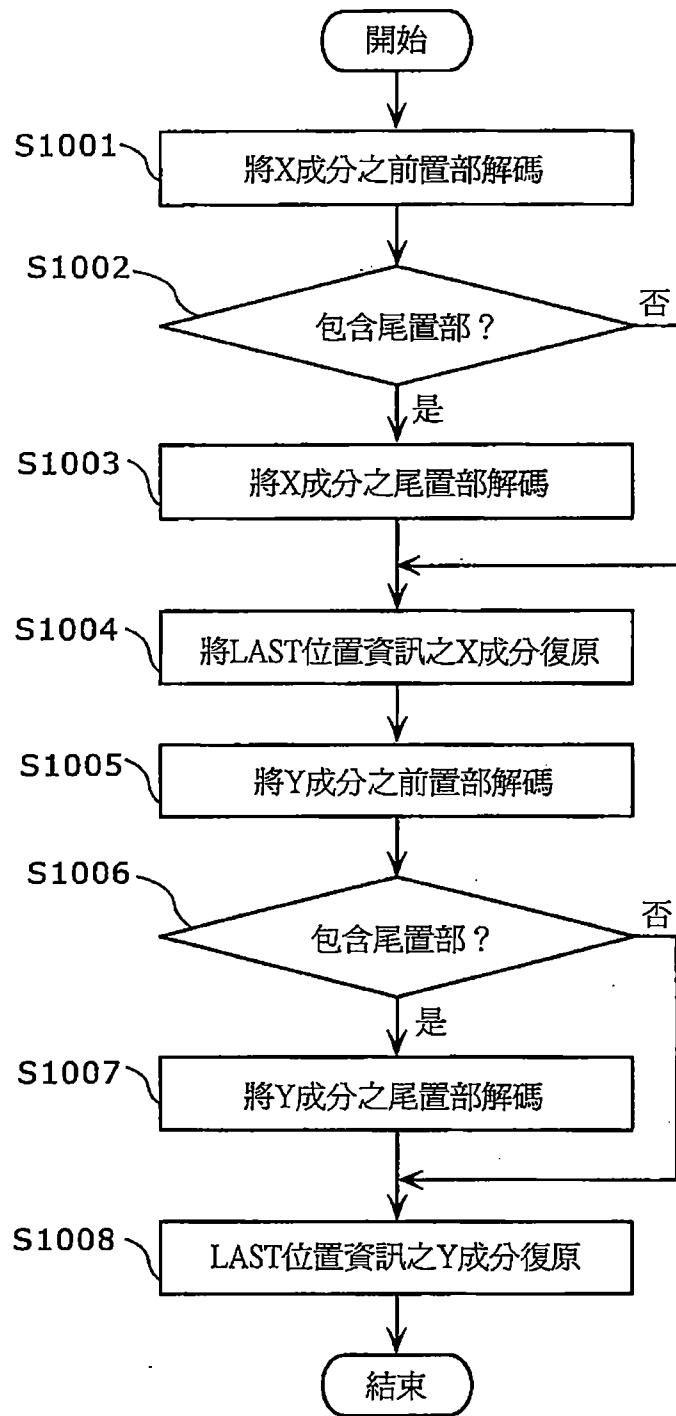 開始
S1001
將X成分之前置部解碼
S1002
包含尾置部？
否
是
S1003
將X成分之尾置部解碼
S1004
將LAST位置資訊之X成分復原
S1005
將Y成分之前置部解碼
S1006
包含尾置部？
否
是
S1007
將Y成分之尾置部解碼
S1008
LAST位置資訊之Y成分復原
結束